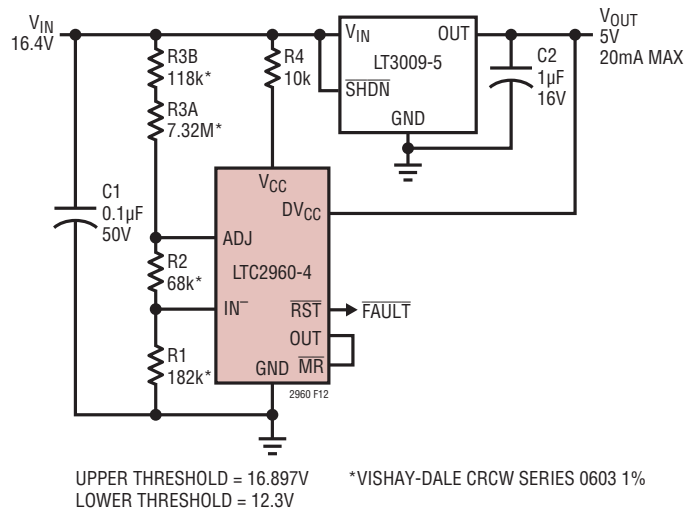 VIN
16.4V
R3B
118k*
R3A
7.32M*
R4
10k
VIN
OUT
LT3009-5
SHDN
GND
VOUT
5V
20mA MAX
C2
1µF
16V
C1
0.1µF
50V
VCC
DVCC
ADJ
LTC2960-4
R2
68k*
IN–
RST
FAULT
OUT
R1
182k*
GND
MR
2960 F12
UPPER THRESHOLD = 16.897V
*VISHAY-DALE CRCW SERIES 0603 1%
LOWER THRESHOLD = 12.3V